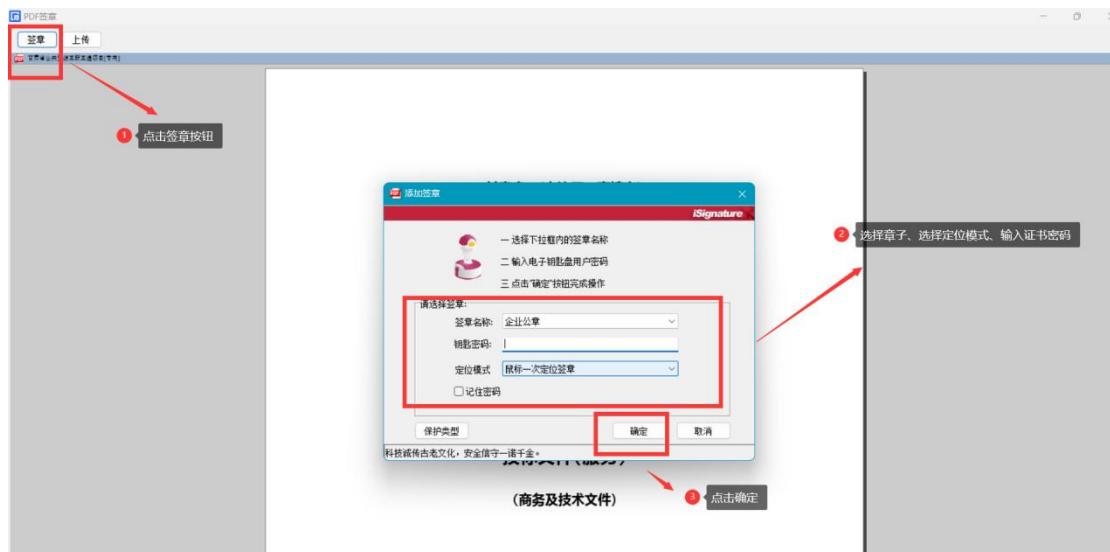 PDF签章
签章 上传
1 点击签章按钮
添加签章
iSignature
一 选择下拉框内的签章名称
二 输入电子钥匙盘用户密码
三 点击"确定"按钮完成操作
2 选择章子、选择定位模式、输入证书密码
请选择签章:
签章名称: 企业公章
钥匙密码:
定位模式 鼠标一次定位签章
记住密码
保护类型 确定 取消
科技诚传古老文化，安全信守一诺千金。
(商务及技术文件)
3 点击确定